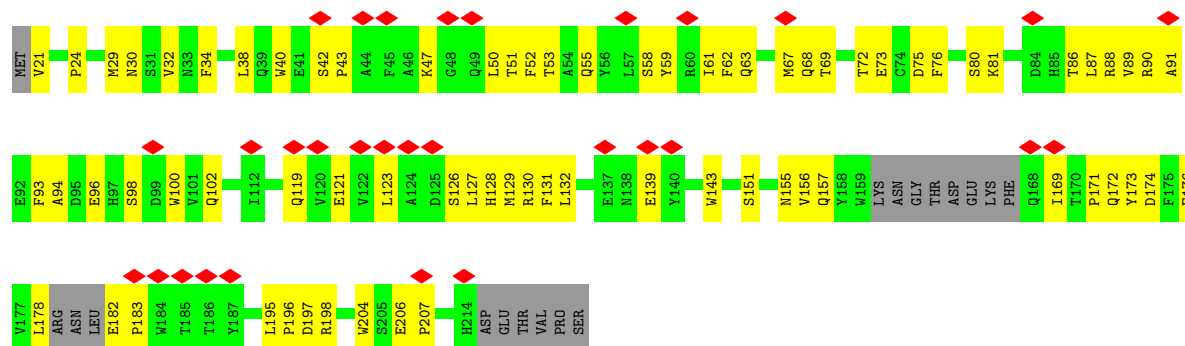 MET V21 P24 M29 N30 S31 V32 N33 F34 L38 Q39 W40 E41 S42 P43 A44 F45 A46 K47 G48 Q49 L50 T51 F52 T53 A54 Q55 Y56 L57 S58 Y59 R60 I61 F62 Q63 M67 Q68 T69 T72 E73 C74 D75 F76 S80 K81 D84 H85 T86 L87 R88 V89 R90 A91
E92 F93 A94 D95 E96 H97 S98 D99 W100 V101 Q102 I112 Q119 V120 E121 V122 L123 A124 D125 S126 L127 H128 M129 R130 F131 L132 E137 N138 E139 Y140 W143 S151 N155 V156 Q157 Y158 W159 LYS ASN GLY THR ASP GLU LYS PHE Q168 I169 T170 P171 Q172 Y173 D174 F175
V177 L178 ARG ASN LEU E182 P183 W184 T185 T186 Y187 L195 P196 D197 R198 W204 S205 E206 P207 H214 ASP GLU THR VAL PRO SER